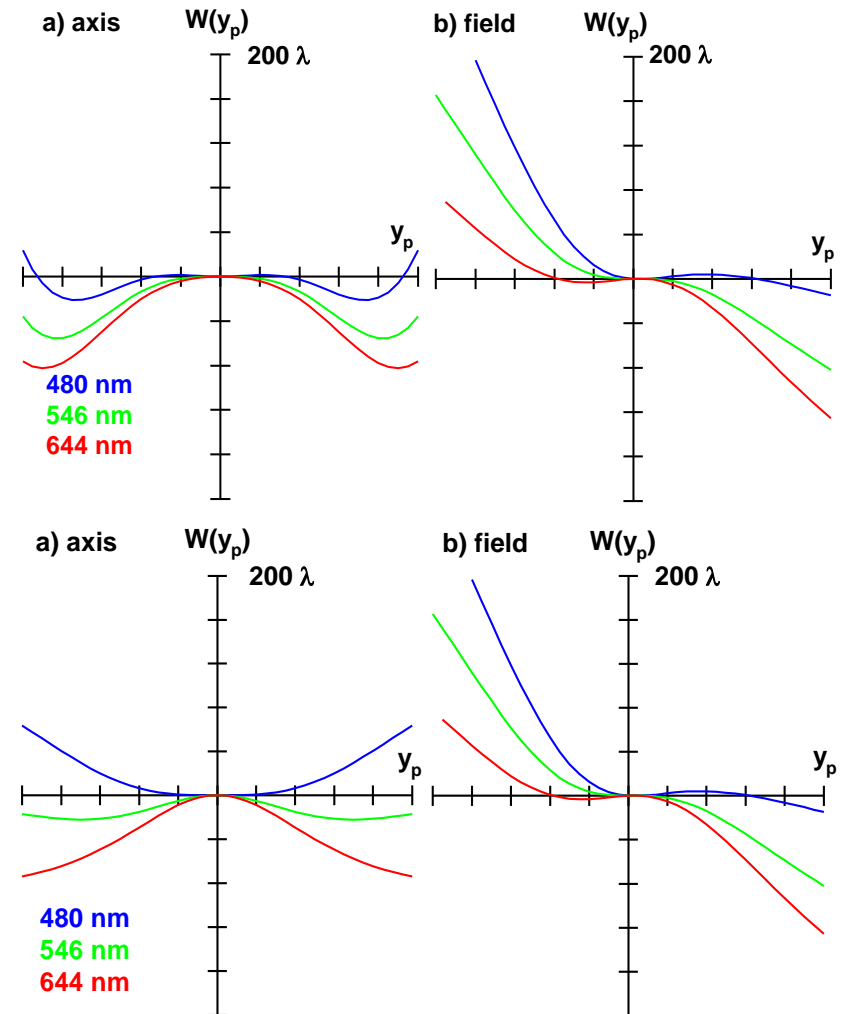 a) axis
W(yp)
200 λ
yp
480 nm
546 nm
644 nm
b) field
W(yp)
200 λ
yp
a) axis
W(yp)
200 λ
yp
480 nm
546 nm
644 nm
b) field
W(yp)
200 λ
yp